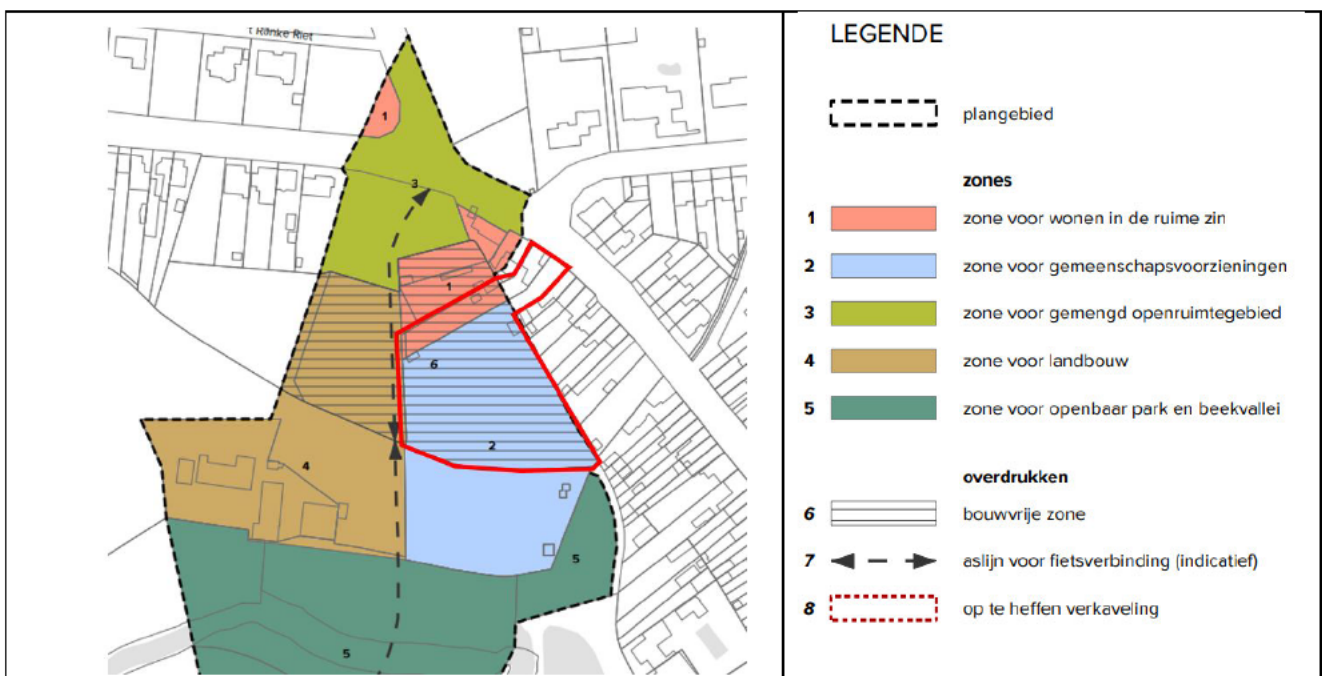 't Rönke Riet
1
3
1
6
2
4
5
5
LEGENDE
plangebied
zones
1 zone voor wonen in de ruime zin
2 zone voor gemeenschapsvoorzieningen
3 zone voor gemengd openruimtegebied
4 zone voor landbouw
5 zone voor openbaar park en beekvallei
overdrukken
6 bouwvrije zone
7 aslijn voor fietsverbinding (indicatief)
8 op te heffen verkaveling